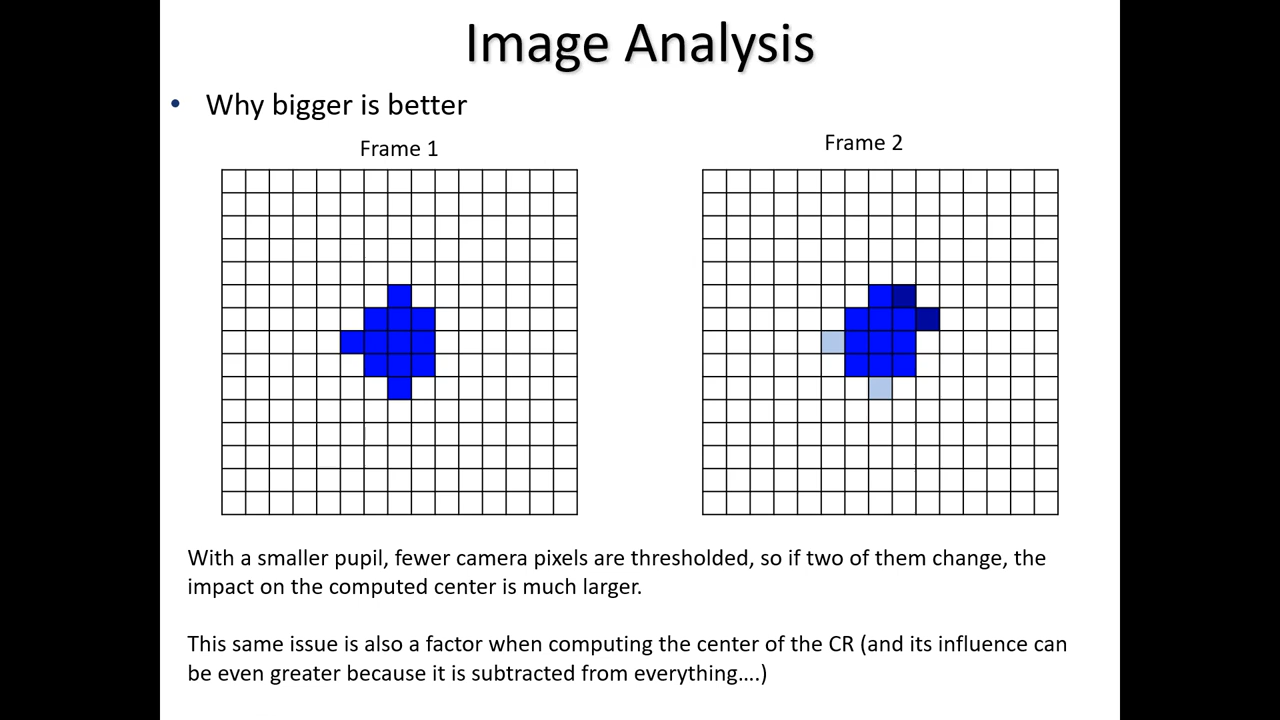 Image Analysis
• Why bigger is better
Frame 1
Frame 2
With a smaller pupil, fewer camera pixels are thresholded, so if two of them change, the
impact on the computed center is much larger.
This same issue is also a factor when computing the center of the CR (and its influence can
be even greater because it is subtracted from everything....)